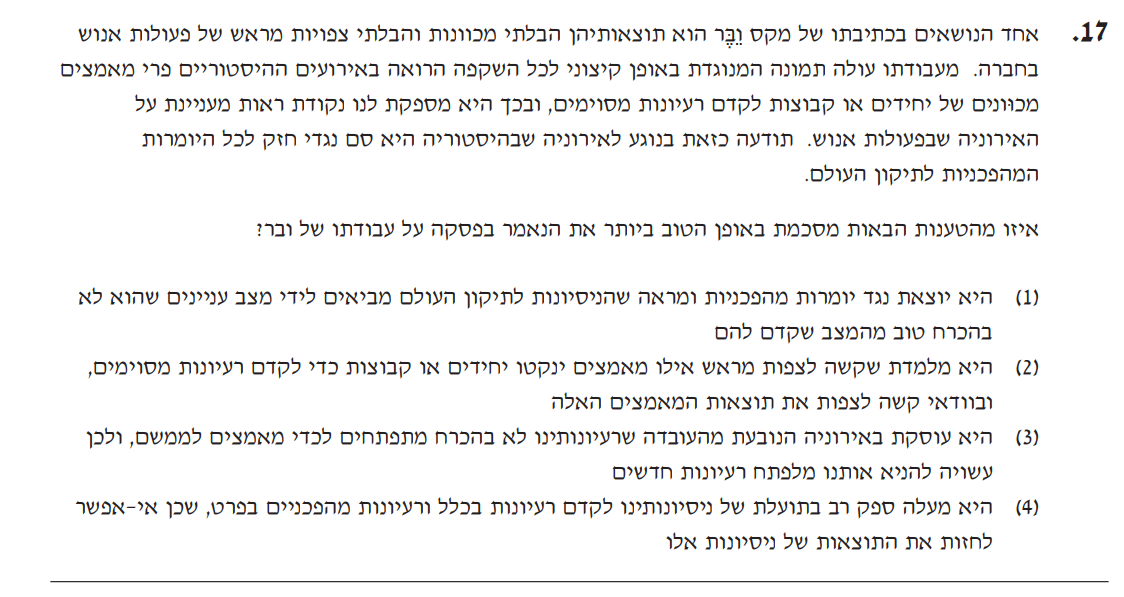 17. אחד הנושאים בכתיבתו של מקס וֵבֶּר הוא תוצאותיהן הבלתי מכוונות והבלתי צפויות מראש של פעולות אנוש
בחברה. מעבודתו עולה תמונה המנוגדת באופן קיצוני לכל השקפה הרואה באירועים ההיסטוריים פרי מאמצים
מכוּונים של יחידים או קבוצות לקדם רעיונות מסוימים, ובכך היא מספקת לנו נקודת ראות מעניינת על
האירוניה שבפעולות אנוש. תודעה כזאת בנוגע לאירוניה שבהיסטוריה היא סם נגדי חזק לכל היומרות
המהפכניות לתיקון העולם.
איזו מהטענות הבאות מסכמת באופן הטוב ביותר את הנאמר בפסקה על עבודתו של ובר?
(1) היא יוצאת נגד יומרות מהפכניות ומראה שהניסיונות לתיקון העולם מביאים לידי מצב עניינים שהוא לא
בהכרח טוב מהמצב שקדם להם
(2) היא מלמדת שקשה לצפות מראש אילו מאמצים ינקטו יחידים או קבוצות כדי לקדם רעיונות מסוימים,
ובוודאי קשה לצפות את תוצאות המאמצים האלה
(3) היא עוסקת באירוניה הנובעת מהעובדה שרעיונותינו לא בהכרח מתפתחים לכדי מאמצים לממשם, ולכן
עשויה להניא אותנו מלפתח רעיונות חדשים
(4) היא מעלה ספק רב בתועלת של ניסיונותינו לקדם רעיונות בכלל ורעיונות מהפכניים בפרט, שכן אי-אפשר
לחזות את התוצאות של ניסיונות אלו